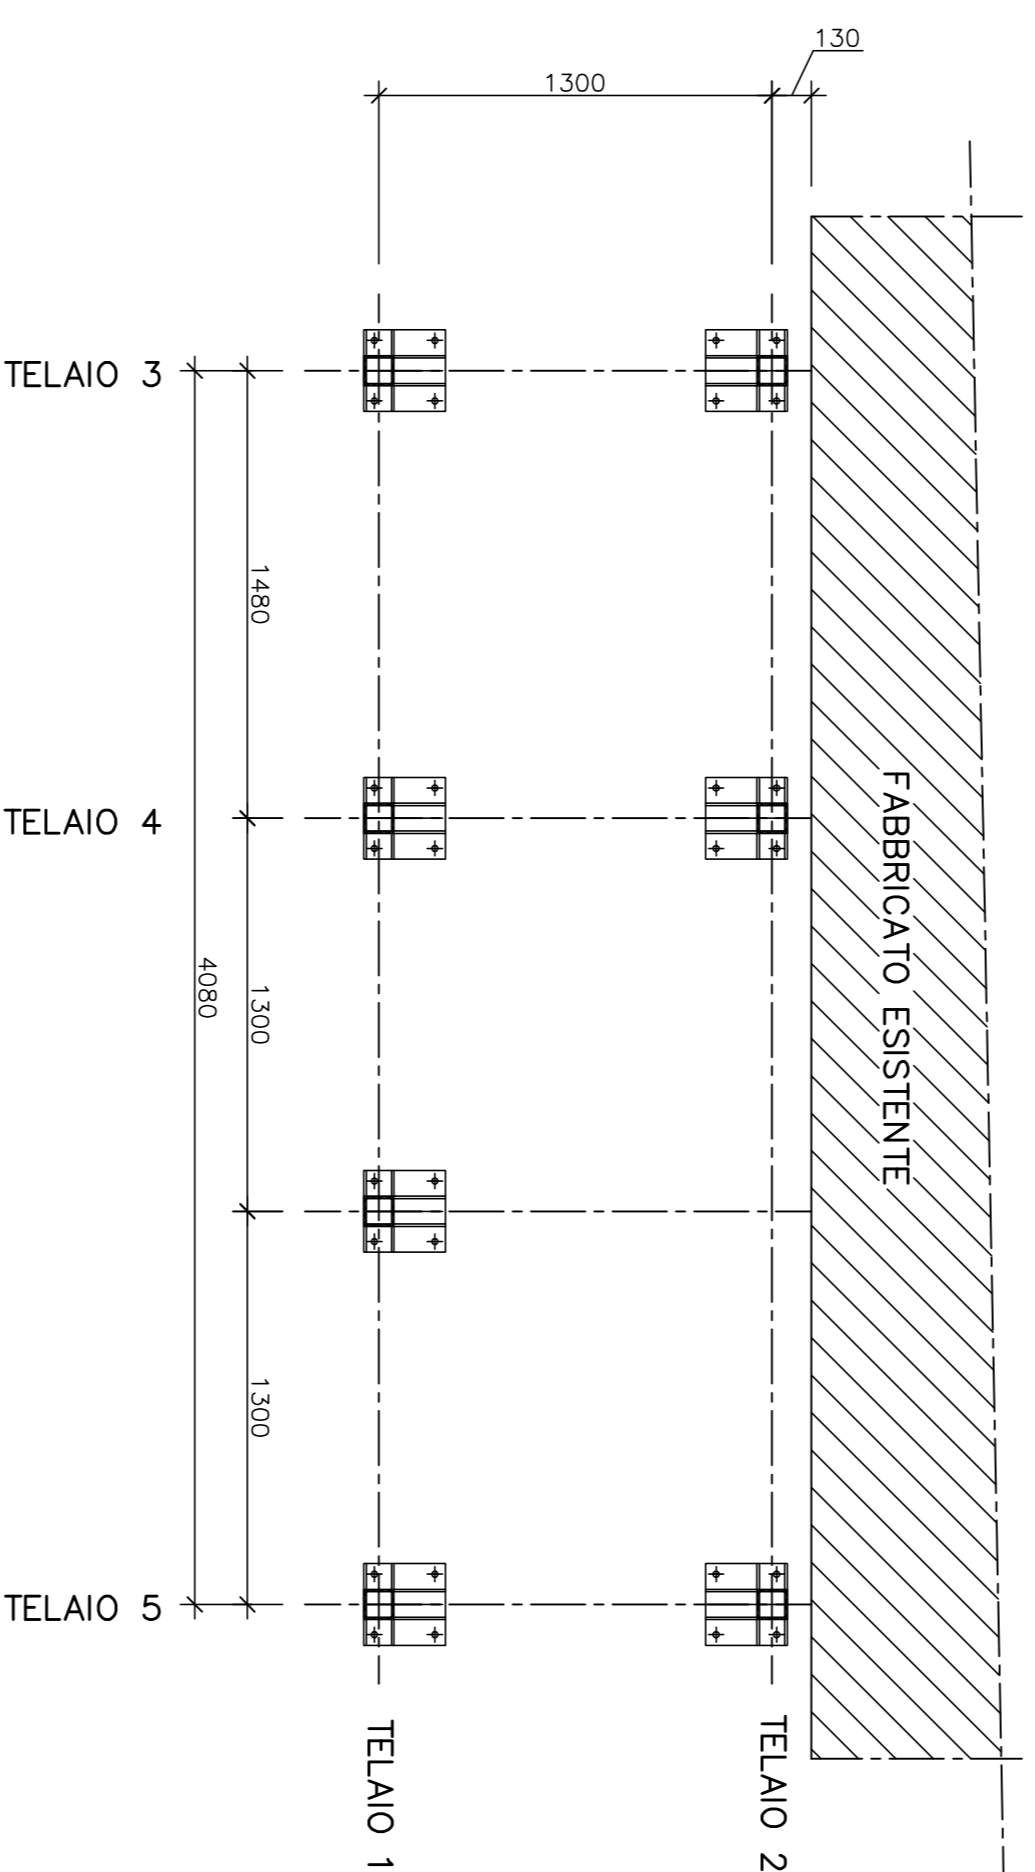 130
1300
TELAIO 3
1480
TELAIO 4
FABBRICATO ESISTENTE
4080
1300
1300
TELAIO 5
TELAIO 1
TELAIO 2